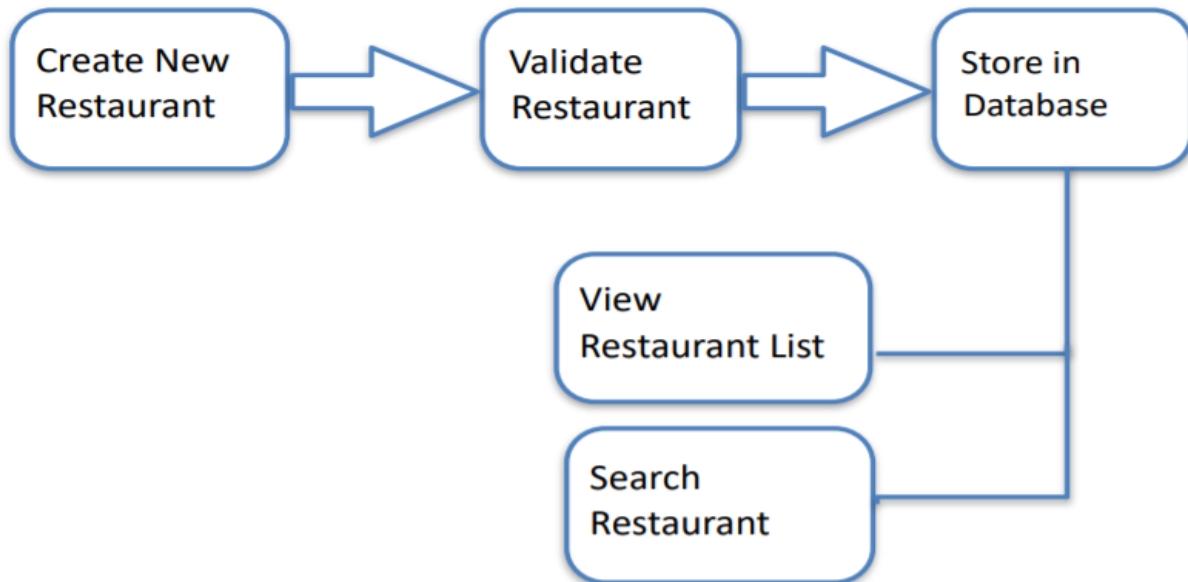 Create New
Restaurant
Validate
Restaurant
Store in
Database
View
Restaurant List
Search
Restaurant